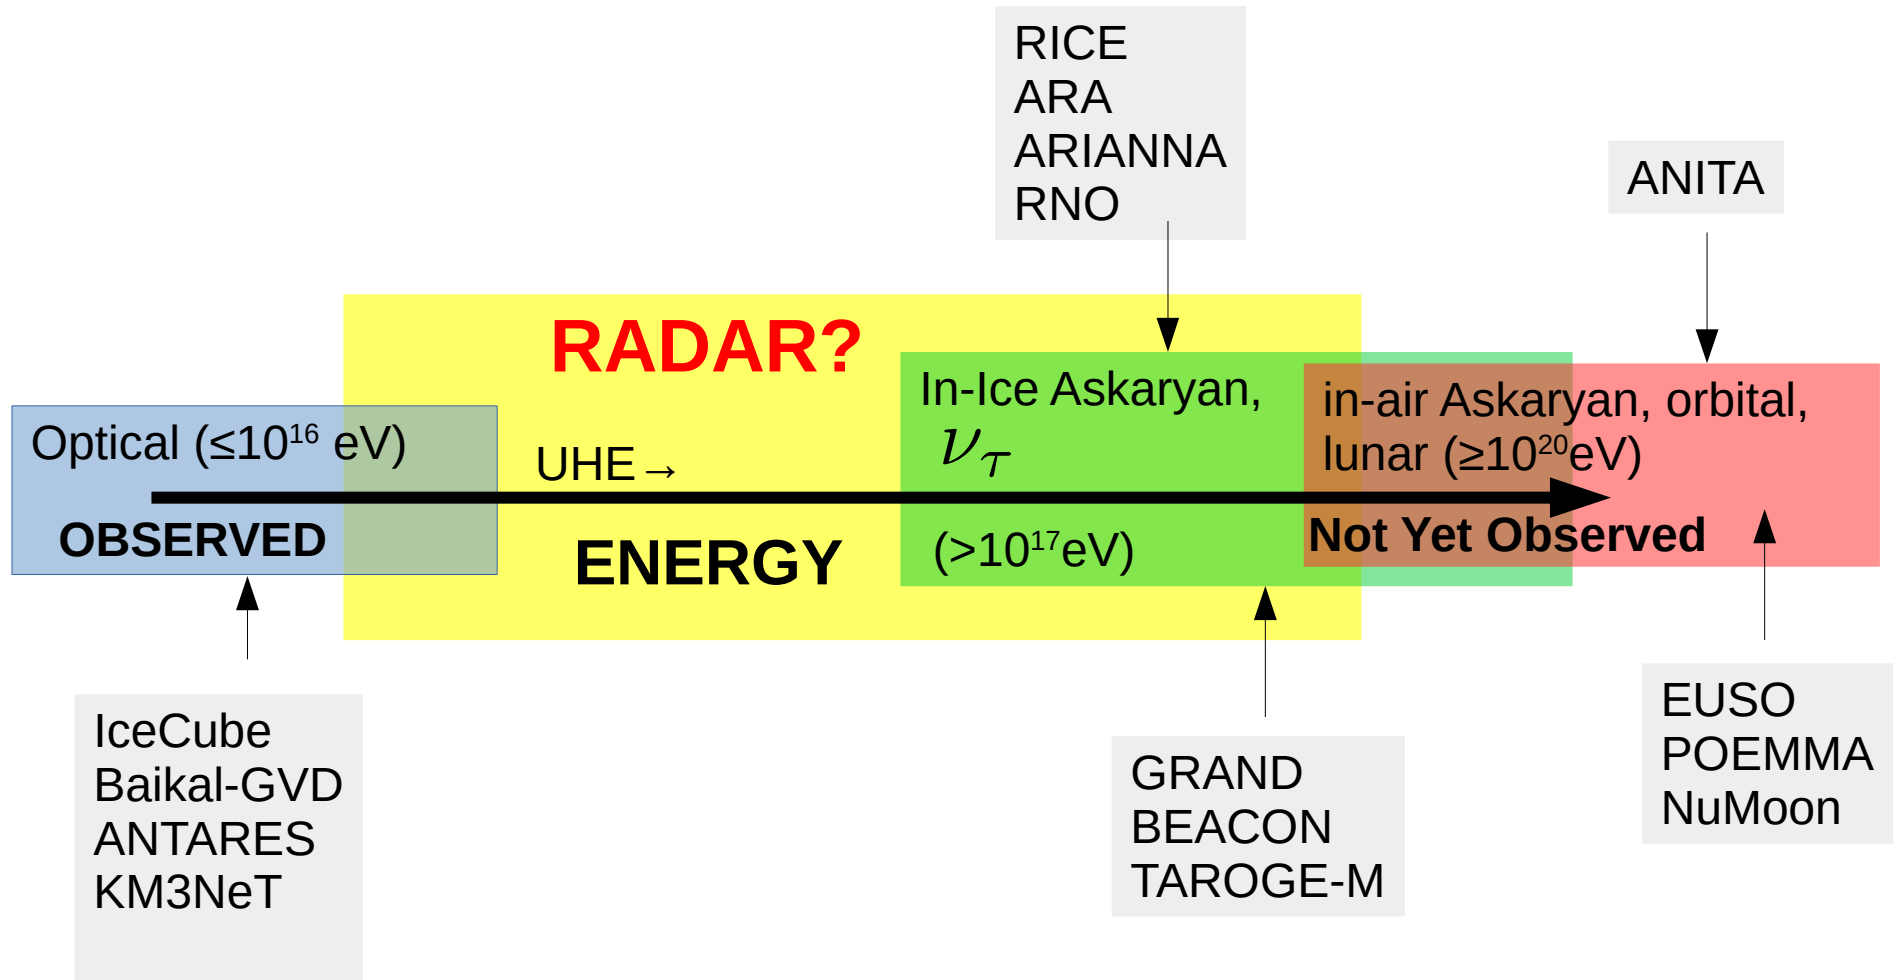 RICE
ARA
ARIANNA
RNO
ANITA
RADAR?
In-Ice Askaryan,
ν_τ
(>10¹⁷eV)
in-air Askaryan, orbital,
lunar (≥10²⁰eV)
Not Yet Observed
Optical (≤10¹⁶ eV)
OBSERVED
UHE→
ENERGY
IceCube
Baikal-GVD
ANTARES
KM3NeT
GRAND
BEACON
TAROGE-M
EUSO
POEMMA
NuMoon